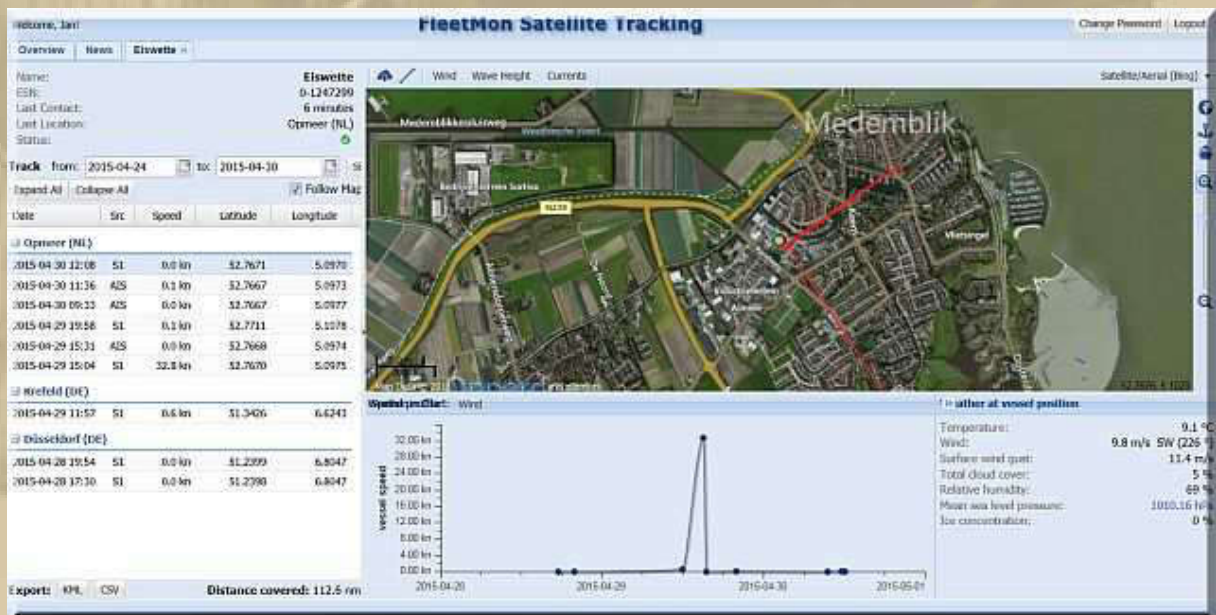 Welcome, Jan!
FleetMon Satellite Tracking
Change Password Logout
Overview News Eiswette
Name: Eiswette
ESN: 0-1247299
Last Contact: 6 minutes
Last Location: Opmeer (NL)
Status:
Track from: 2015-04-24 to: 2015-04-30
Expand All Collapse All Follow Map
Date Src Speed Latitude Longitude
Opmeer (NL)
2015-04-30 12:08 S1 0.0 kn 52.7671 5.0970
2015-04-30 11:36 AIS 0.1 kn 52.7667 5.0973
2015-04-30 09:33 AIS 0.0 kn 52.7667 5.0977
2015-04-29 19:58 S1 0.1 kn 52.7711 5.1078
2015-04-29 15:31 AIS 0.0 kn 52.7668 5.0974
2015-04-29 15:04 S1 32.8 kn 52.7670 5.0975
Krefeld (DE)
2015-04-29 11:57 S1 0.6 kn 51.3426 6.6243
Düsseldorf (DE)
2015-04-28 19:54 S1 0.0 kn 51.2399 6.8047
2015-04-28 17:30 S1 0.0 kn 51.2398 6.8047
Export: KML CSV Distance covered: 112.6 nm
Wind Wave Height Currents
Satellite/Aerial (Bing)
Medemblik
Vlietsingel
Wind
vessel speed
32.00 kn
28.00 kn
24.00 kn
20.00 kn
16.00 kn
12.00 kn
8.00 kn
4.00 kn
0.00 kn
2015-04-28 2015-04-29 2015-04-30 2015-05-01
ather at vessel position
Temperature: 9.1 °C
Wind: 9.8 m/s SW (226 °)
Surface wind gust: 11.4 m/s
Total cloud cover: 5 %
Relative humidity: 69 %
Mean sea level pressure: 1010.16 hPa
Ice concentration: 0 %